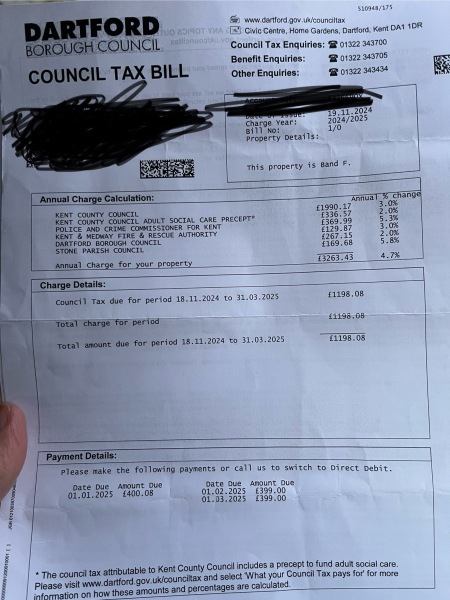 510948/175
DARTFORD
BOROUGH COUNCIL
www.dartford.gov.uk/counciltax
Civic Centre, Home Gardens, Dartford, Kent DA1 1DR
Council Tax Enquiries: ☎ 01322 343700
Benefit Enquiries: ☎ 01322 343705
Other Enquiries: ☎ 01322 343434
COUNCIL TAX BILL
Date of Issue: 19.11.2024
Charge Year: 2024/2025
Bill No: 1/0
Property Details:
This property is Band F.
Annual Charge Calculation:
Annual % change
KENT COUNTY COUNCIL £1990.17 3.0%
KENT COUNTY COUNCIL ADULT SOCIAL CARE PRECEPT* £336.57 2.0%
POLICE AND CRIME COMMISSIONER FOR KENT £369.99 5.3%
KENT & MEDWAY FIRE & RESCUE AUTHORITY £129.87 3.0%
DARTFORD BOROUGH COUNCIL £267.15 2.0%
STONE PARISH COUNCIL £169.68 5.8%
Annual Charge for your property £3263.43 4.7%
Charge Details:
Council Tax due for period 18.11.2024 to 31.03.2025 £1198.08
Total charge for period £1198.08
Total amount due for period 18.11.2024 to 31.03.2025 £1198.08
Payment Details:
Please make the following payments or call us to switch to Direct Debit.
Date Due Amount Due Date Due Amount Due
01.01.2025 £400.08 01.02.2025 £399.00
01.03.2025 £399.00
* The council tax attributable to Kent County Council includes a precept to fund adult social care.
Please visit www.dartford.gov.uk/counciltax and select 'What your Council Tax pays for' for more
information on how these amounts and percentages are calculated.